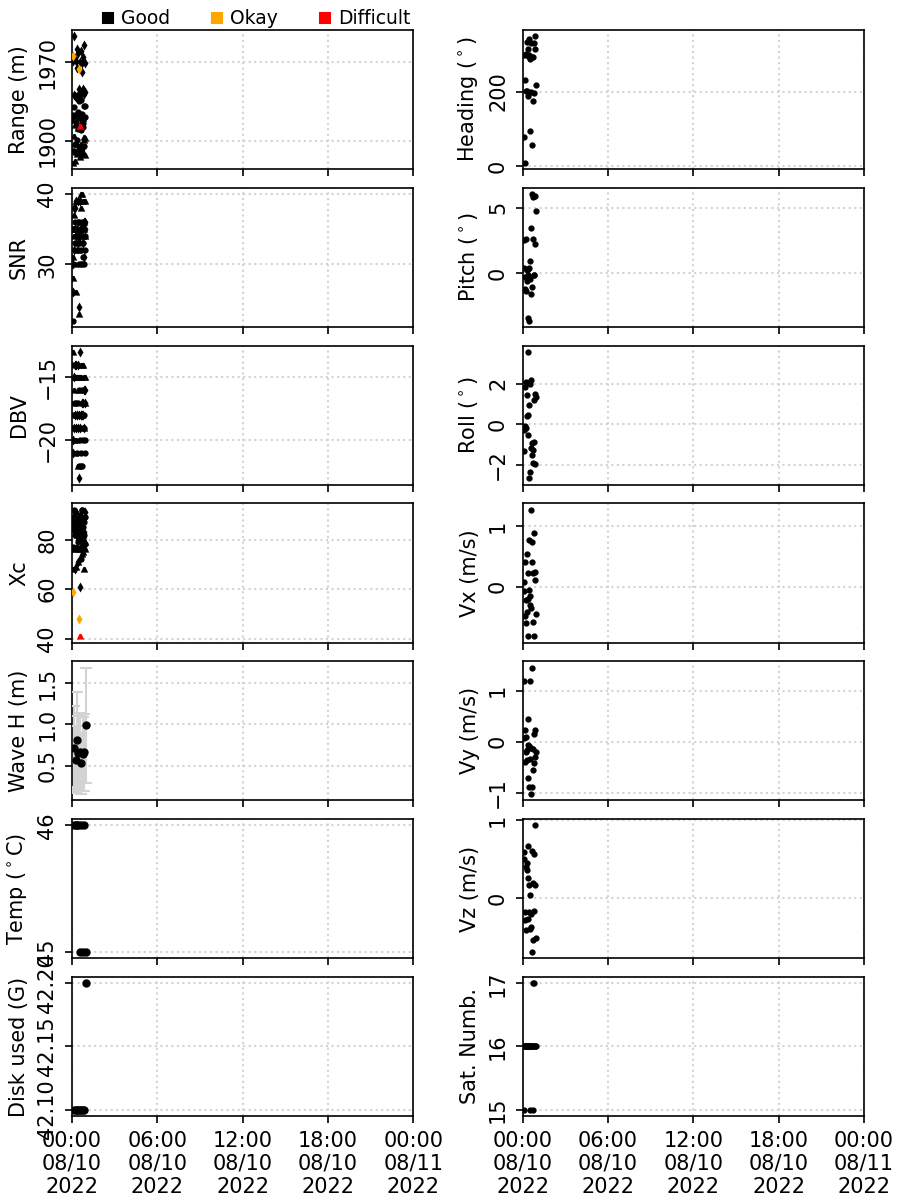 Good Okay Difficult
Range (m)
1970
1900
Heading (°)
200
0
SNR
40
30
Pitch (°)
5
0
DBV
−15
−20
Roll (°)
2
0
−2
Xc
80
60
40
Vx (m/s)
1
0
Wave H (m)
1.5
1.0
0.5
Vy (m/s)
1
0
−1
Temp (°C)
46
45
Vz (m/s)
1
0
Disk used (G)
42.20
42.15
42.10
Sat. Numb.
17
16
15
00:00 06:00 12:00 18:00 00:00
08/10 08/10 08/10 08/10 08/11
2022 2022 2022 2022 2022
00:00 06:00 12:00 18:00 00:00
08/10 08/10 08/10 08/10 08/11
2022 2022 2022 2022 2022